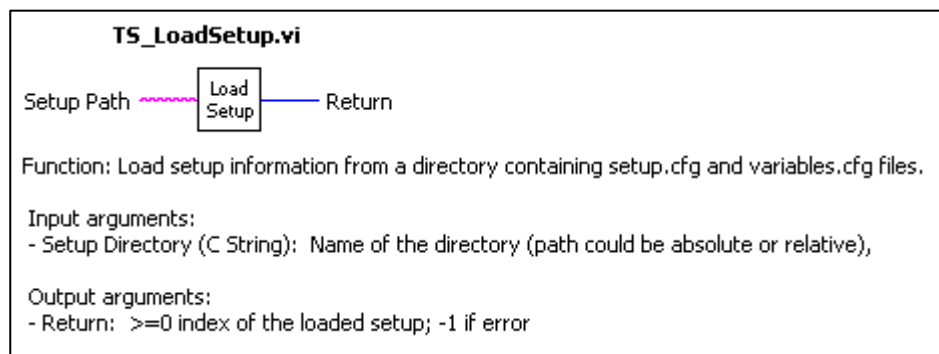 TS_LoadSetup.vi
Setup Path
Load
Setup
Return
Function: Load setup information from a directory containing setup.cfg and variables.cfg files.
Input arguments:
- Setup Directory (C String):  Name of the directory (path could be absolute or relative),
Output arguments:
- Return:  >=0 index of the loaded setup; -1 if error